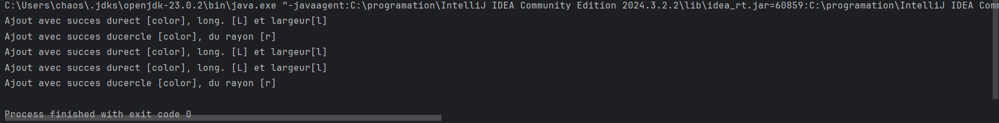 C:\Users\chaos\.jdks\openjdk-23.0.2\bin\java.exe "-javaagent:C:\programation\IntelliJ IDEA Community Edition 2024.3.2.2\lib\idea_rt.jar=60859:C:\programation\IntelliJ IDEA Com
Ajout avec succes durect [color], long. [L] et largeur[l]
Ajout avec succes ducercle [color], du rayon [r]
Ajout avec succes durect [color], long. [L] et largeur[l]
Ajout avec succes durect [color], long. [L] et largeur[l]
Ajout avec succes ducercle [color], du rayon [r]
Process finished with exit code 0